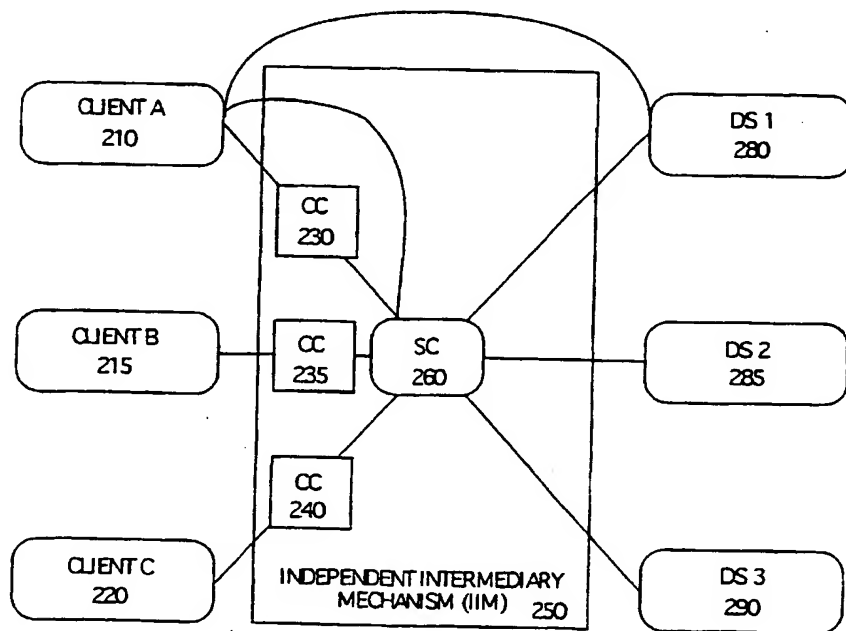 CLIENT A
210
DS 1
280
CC
230
CLIENT B
215
CC
235
SC
260
DS 2
285
CC
240
CLIENT C
220
INDEPENDENT INTERMEDIARY
MECHANISM (IIM) 250
DS 3
290